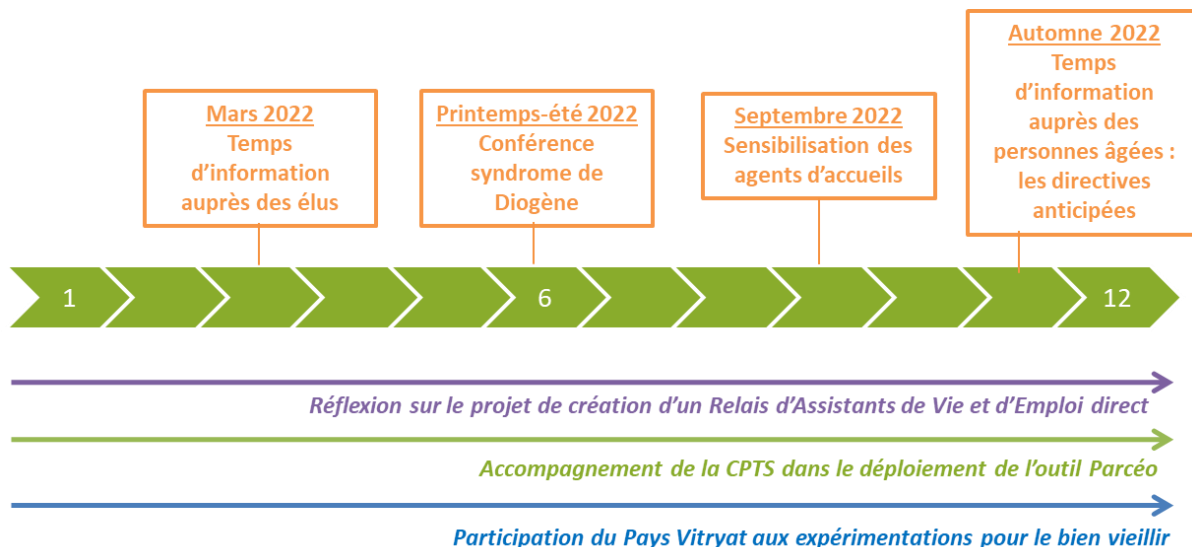 Mars 2022
Temps
d'information
auprès des élus
Printemps-été 2022
Conférence
syndrome de
Diogène
Septembre 2022
Sensibilisation des
agents d'accueils
Automne 2022
Temps
d'information
auprès des
personnes âgées :
les directives
anticipées
1
6
12
Réflexion sur le projet de création d'un Relais d'Assistants de Vie et d'Emploi direct
Accompagnement de la CPTS dans le déploiement de l'outil Parcéo
Participation du Pays Vitryat aux expérimentations pour le bien vieillir